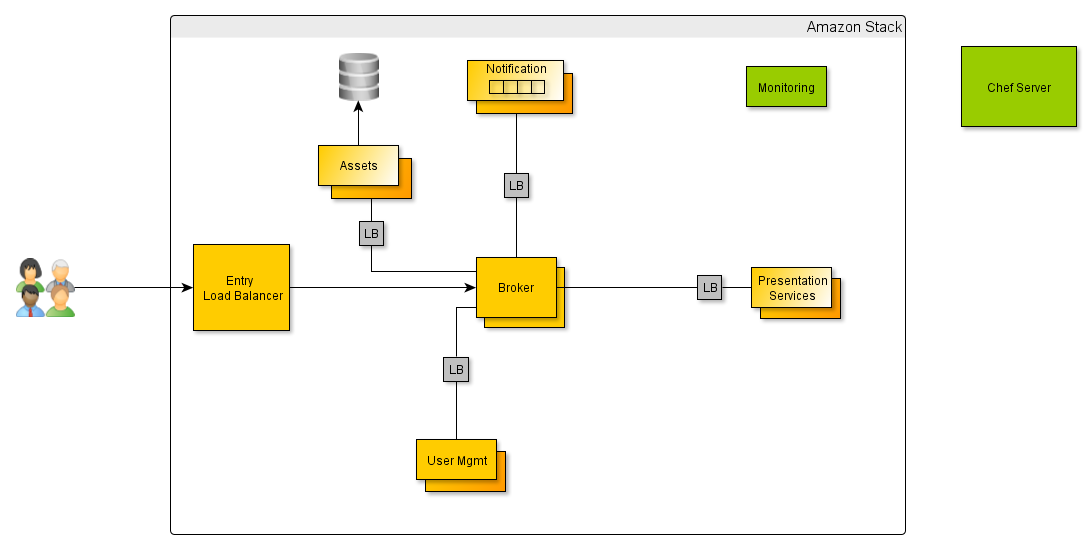 Amazon Stack
Notification
Monitoring
Chef Server
Assets
LB
LB
Entry
Load Balancer
Broker
LB
Presentation
Services
LB
User Mgmt